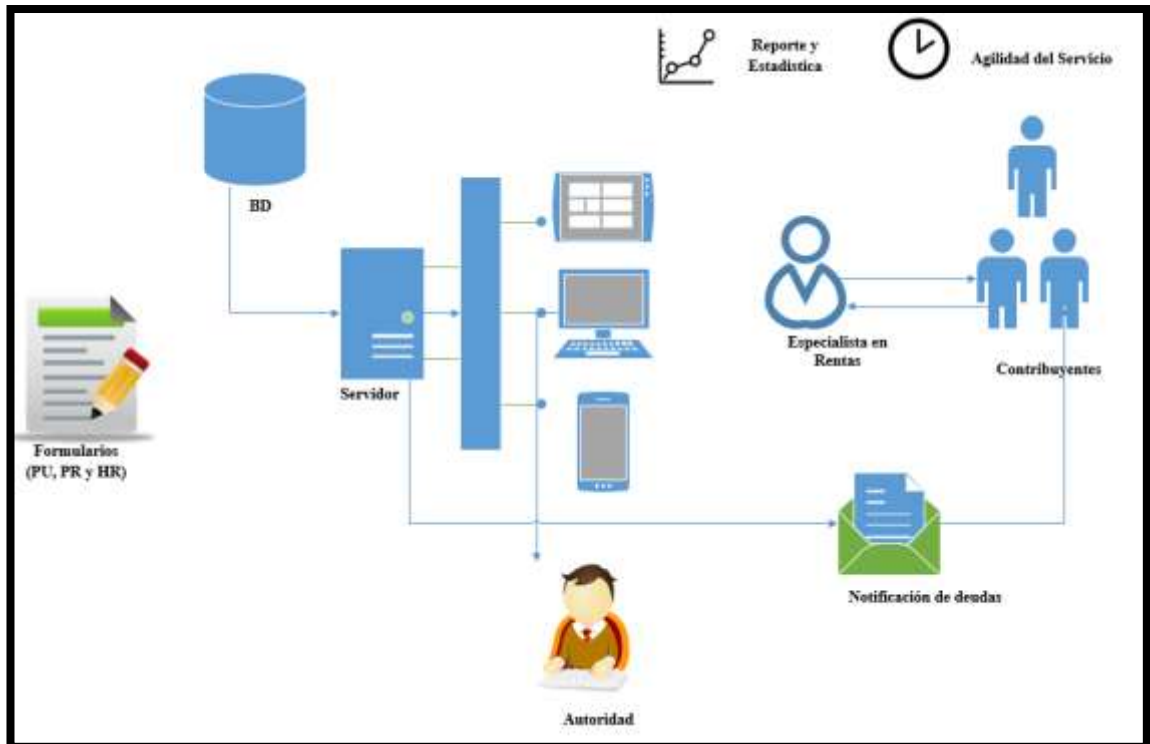 Reporte y
Estadística
Agilidad del Servicio
BD
Servidor
Especialista en
Rentas
Contribuyentes
Formularios
(PU, PR y HR)
Notificación de deudas
Autoridad